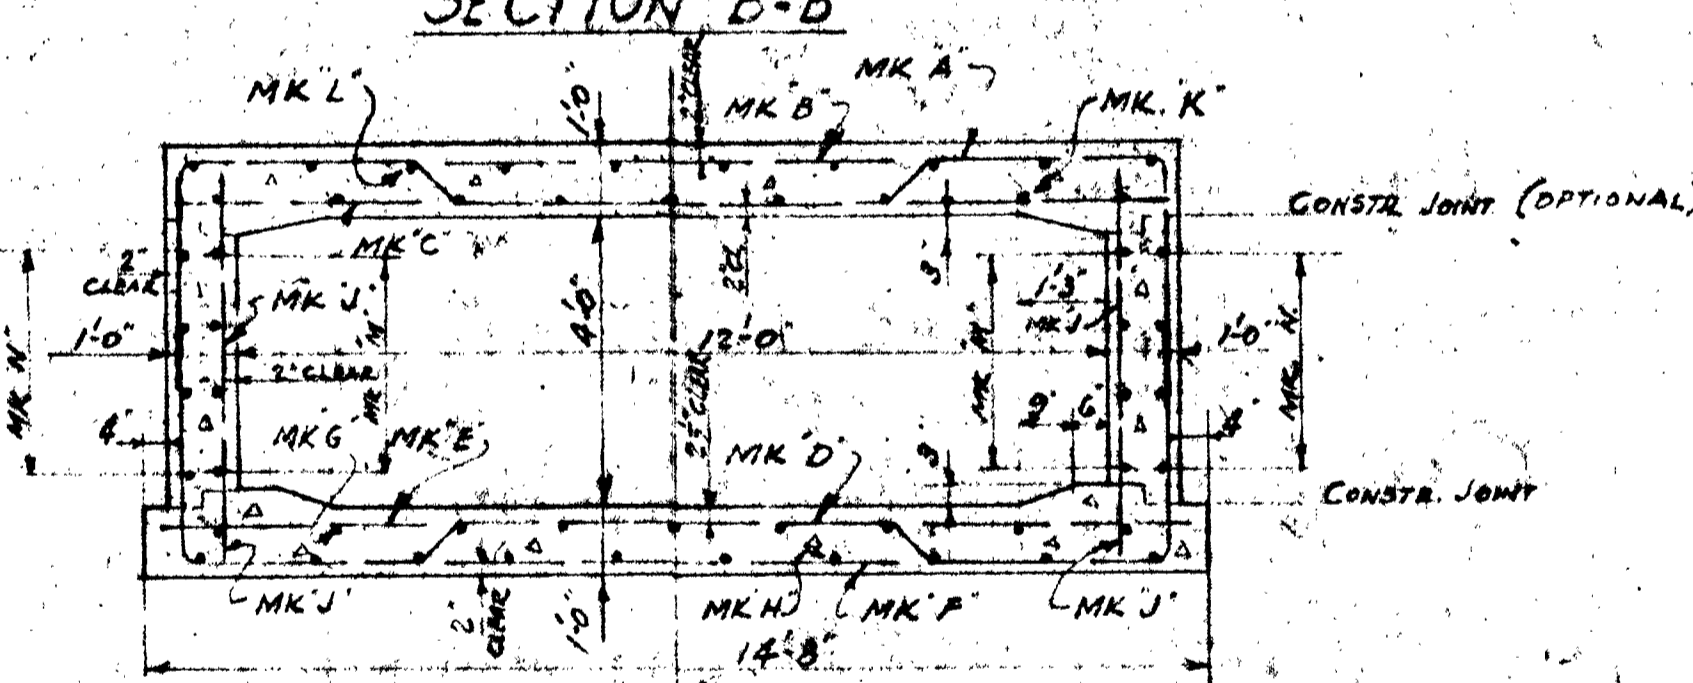 SECTION B-B
MK "L"
1'-0"
2" CLEAR
MK "B"
MK "A"
MK. "K"
CONSTR. JOINT (OPTIONAL)
MK "C"
2" CLEAR
MK "J"
1'-0"
MK "N"
2" CLEAR
MK "M"
4'-0"
2" CL
12'-0"
3"
1'-3"
MK "J"
MK "M"
1'-0"
MK. "N"
4"
MK "G"
MK "E"
2½" CLEAR
MK "D"
9"
6"
3"
4"
CONSTR. JOINT
MK "J"
2" CLEAR
1'-0"
MK "H"
MK "F"
MK "J"
14'-8"